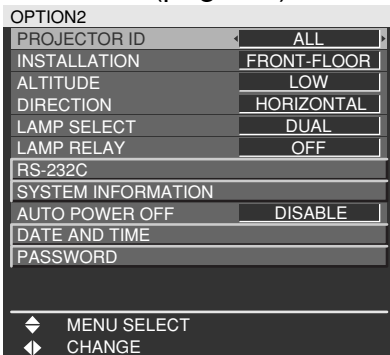 OPTION2
PROJECTOR ID ALL
INSTALLATION FRONT-FLOOR
ALTITUDE LOW
DIRECTION HORIZONTAL
LAMP SELECT DUAL
LAMP RELAY OFF
RS-232C
SYSTEM INFORMATION
AUTO POWER OFF DISABLE
DATE AND TIME
PASSWORD
MENU SELECT
CHANGE